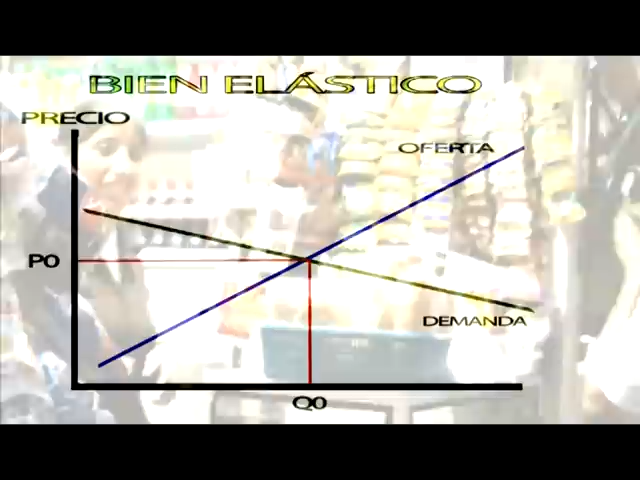 BIEN ELÁSTICO
PRECIO
OFERTA
P0
DEMANDA
Q0